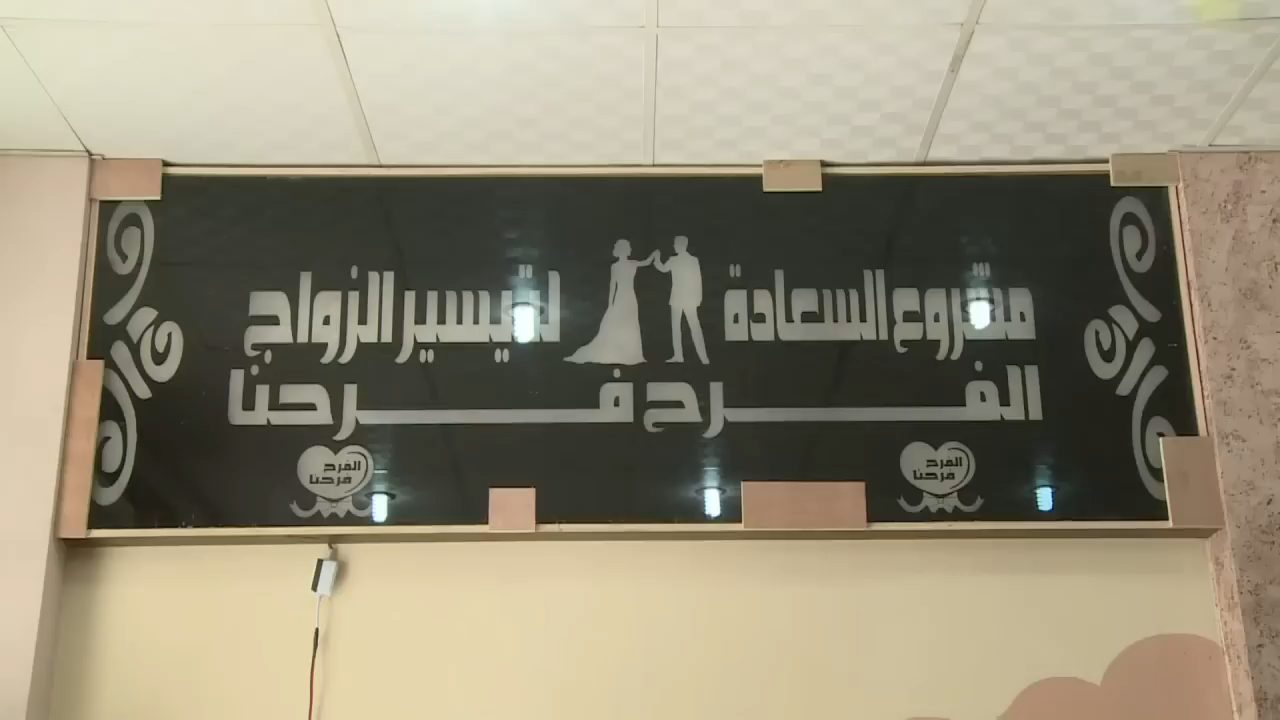 مشروع السعادة لتيسير الزواج
الفرح فرحنا
الفرح
فرحنا
الفرح
فرحنا